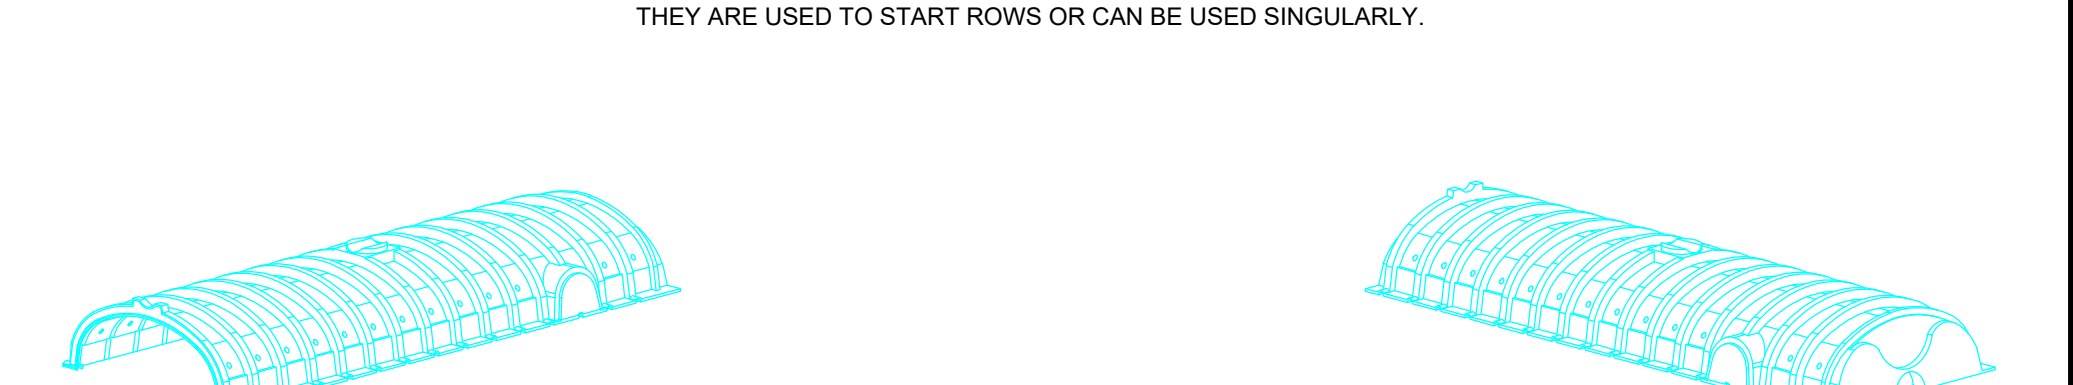 THEY ARE USED TO START ROWS OR CAN BE USED SINGULARLY.